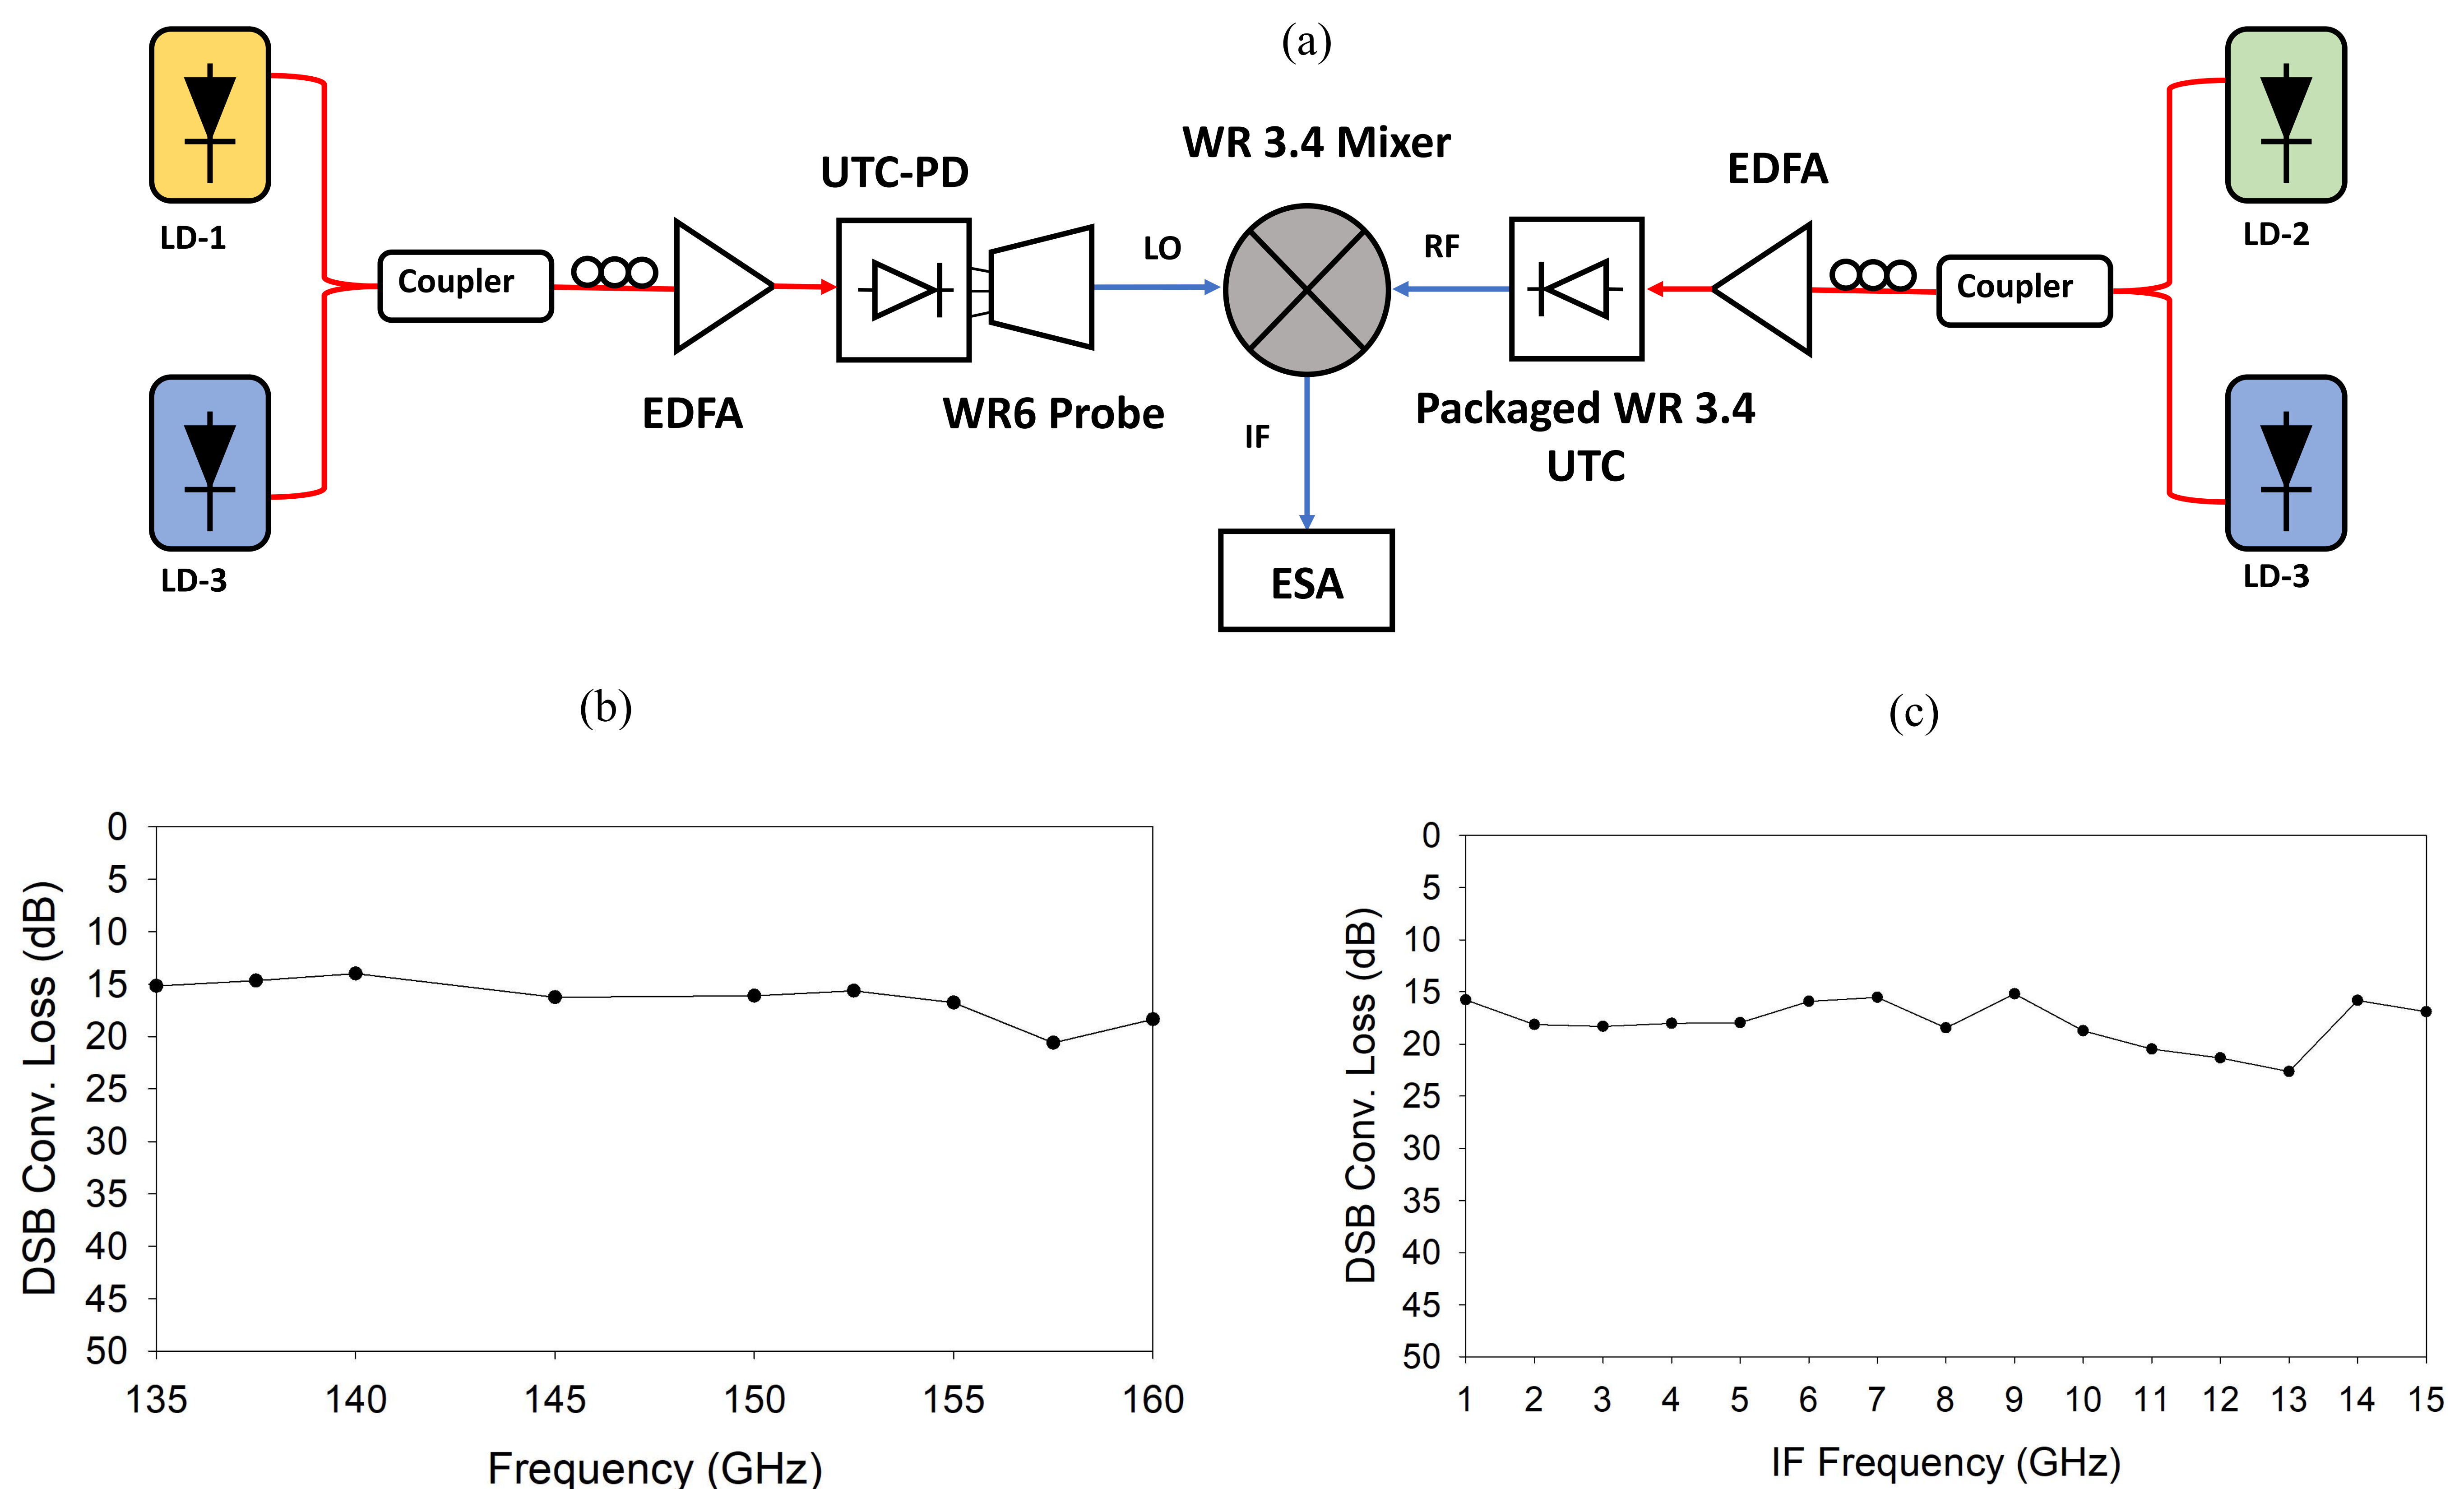 (a)
WR 3.4 Mixer
UTC-PD
EDFA
LD-1
LD-2
LO
RF
Coupler
Coupler
EDFA
WR6 Probe
IF
Packaged WR 3.4
UTC
LD-3
ESA
LD-3
(b)
DSB Conv. Loss (dB)
0
5
10
15
20
25
30
35
40
45
50
135 140 145 150 155 160
Frequency (GHz)
(c)
DSB Conv. Loss (dB)
0
5
10
15
20
25
30
35
40
45
50
1 2 3 4 5 6 7 8 9 10 11 12 13 14 15
IF Frequency (GHz)